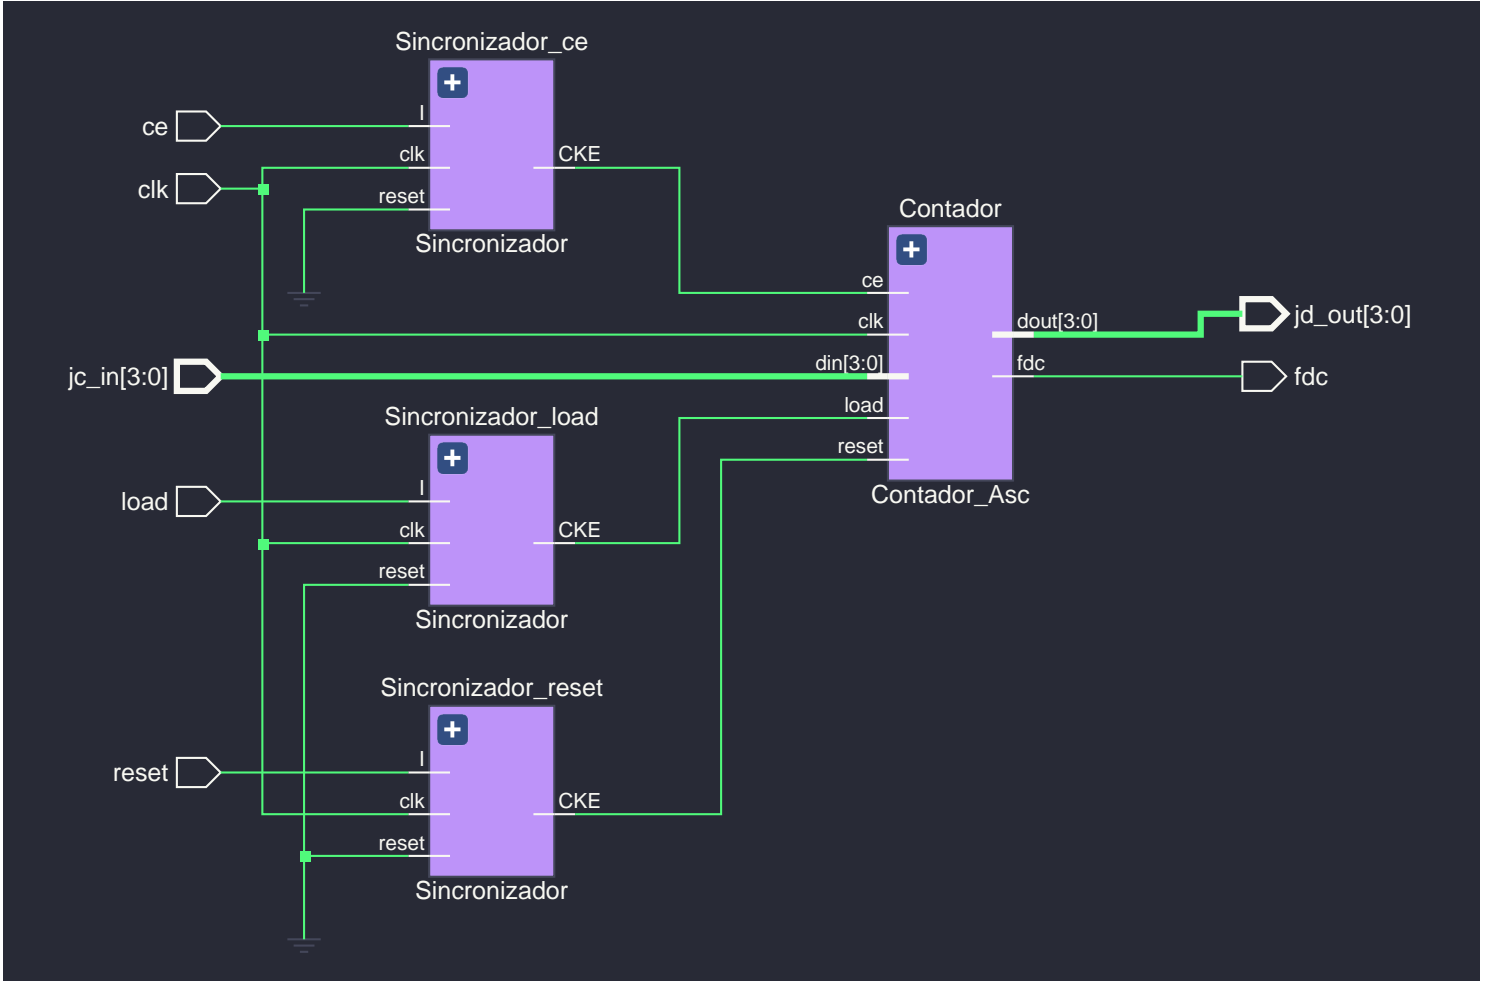 Sincronizador_ce
I
ce
clk
CKE
clk
reset
Sincronizador
Contador
ce
clk
dout[3:0]
jd_out[3:0]
din[3:0]
fdc
fdc
jc_in[3:0]
load
reset
Contador_Asc
Sincronizador_load
I
load
clk
CKE
reset
Sincronizador
Sincronizador_reset
I
reset
clk
CKE
reset
Sincronizador